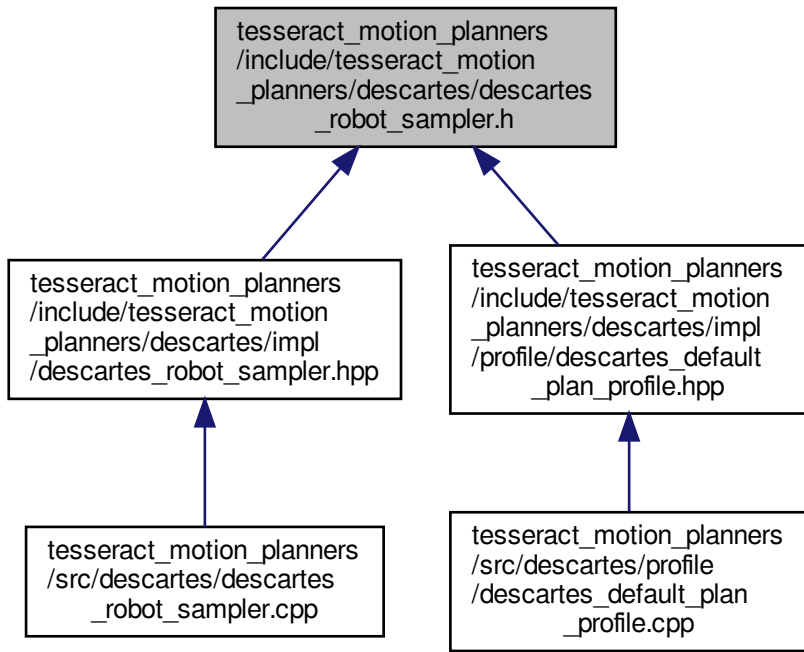 tesseract_motion_planners
/include/tesseract_motion
_planners/descartes/descartes
_robot_sampler.h
tesseract_motion_planners
/include/tesseract_motion
_planners/descartes/impl
/descartes_robot_sampler.hpp
tesseract_motion_planners
/include/tesseract_motion
_planners/descartes/impl
/profile/descartes_default
_plan_profile.hpp
tesseract_motion_planners
/src/descartes/descartes
_robot_sampler.cpp
tesseract_motion_planners
/src/descartes/profile
/descartes_default_plan
_profile.cpp